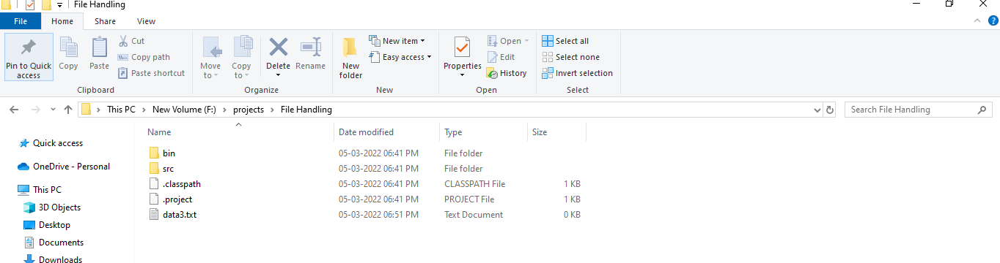 File Handling
File Home Share View
Pin to Quick access
Copy
Paste
Cut
Copy path
Paste shortcut
Clipboard
Move to
Copy to
Delete
Rename
Organize
New folder
New item
Easy access
New
Properties
Open
Edit
History
Open
Select all
Select none
Invert selection
Select
This PC > New Volume (F:) > projects > File Handling
Search File Handling
Name Date modified Type Size
Quick access
OneDrive - Personal
This PC
3D Objects
Desktop
Documents
Downloads
bin 05-03-2022 06:41 PM File folder
src 05-03-2022 06:41 PM File folder
.classpath 05-03-2022 06:41 PM CLASSPATH File 1 KB
.project 05-03-2022 06:41 PM PROJECT File 1 KB
data3.txt 05-03-2022 06:51 PM Text Document 0 KB